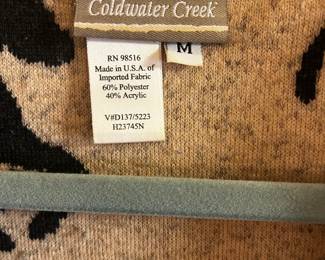 Coldwater Creek
M
RN 98516
Made in U.S.A. of
Imported Fabric
60% Polyester
40% Acrylic
V#D137/5223
H23745N